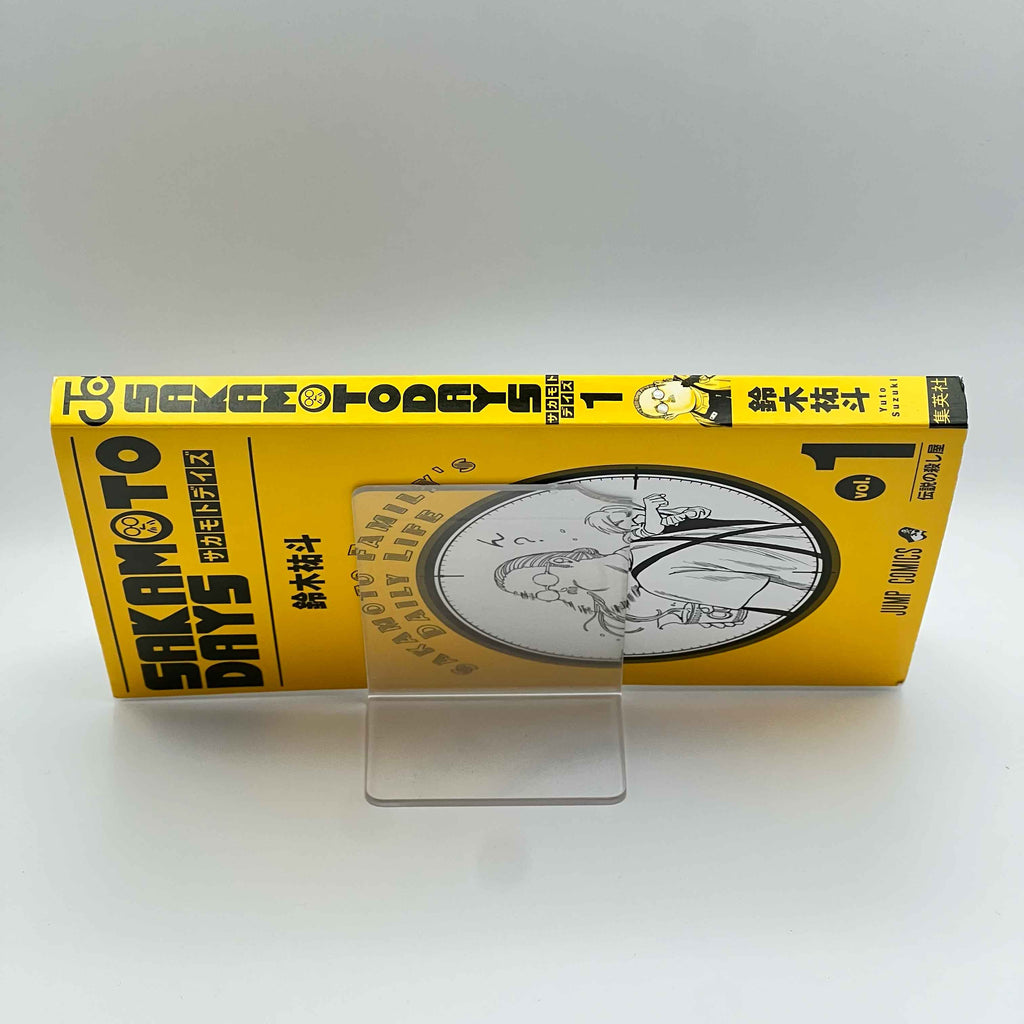 JC
SAKAMOTO DAYS
サカモト
デイズ
1
鈴木祐斗
Yuto
Suzuki
集英社
SAKAMOTO
DAYS
サカモトデイズ
鈴木祐斗
SAKAMOTO FAMILY'S
DAILY LIFE
vol.
1
伝説の殺し屋
JUMP COMICS